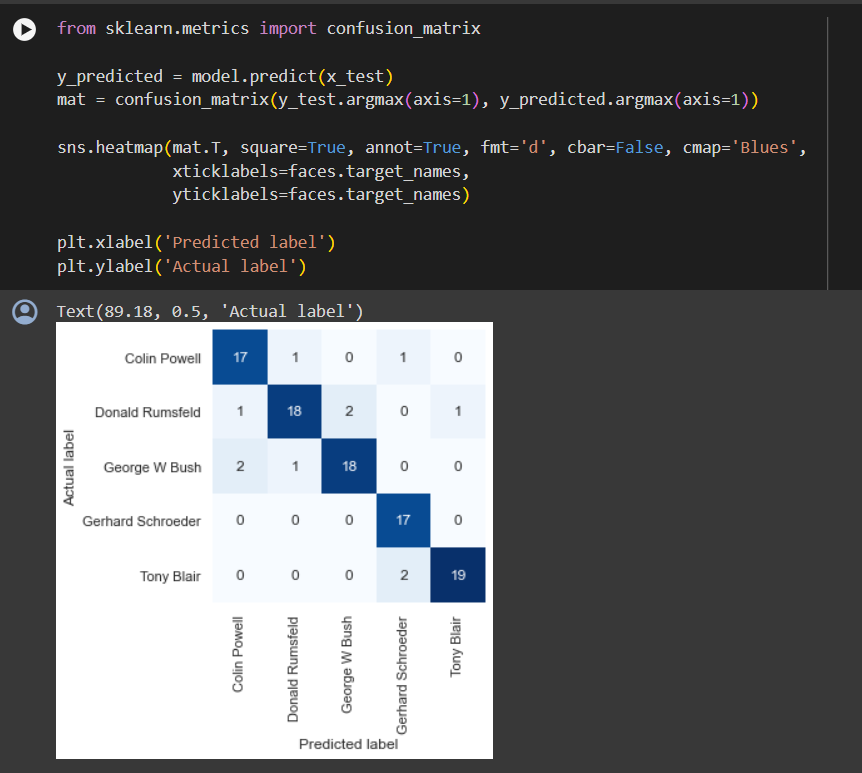 from sklearn.metrics import confusion_matrix
y_predicted = model.predict(x_test)
mat = confusion_matrix(y_test.argmax(axis=1), y_predicted.argmax(axis=1))
sns.heatmap(mat.T, square=True, annot=True, fmt='d', cbar=False, cmap='Blues',
xticklabels=faces.target_names,
yticklabels=faces.target_names)
plt.xlabel('Predicted label')
plt.ylabel('Actual label')
Text(89.18, 0.5, 'Actual label')
Actual label
Colin Powell 17 1 0 1 0
Donald Rumsfeld 1 18 2 0 1
George W Bush 2 1 18 0 0
Gerhard Schroeder 0 0 0 17 0
Tony Blair 0 0 0 2 19
Colin Powell
Donald Rumsfeld
George W Bush
Gerhard Schroeder
Tony Blair
Predicted label